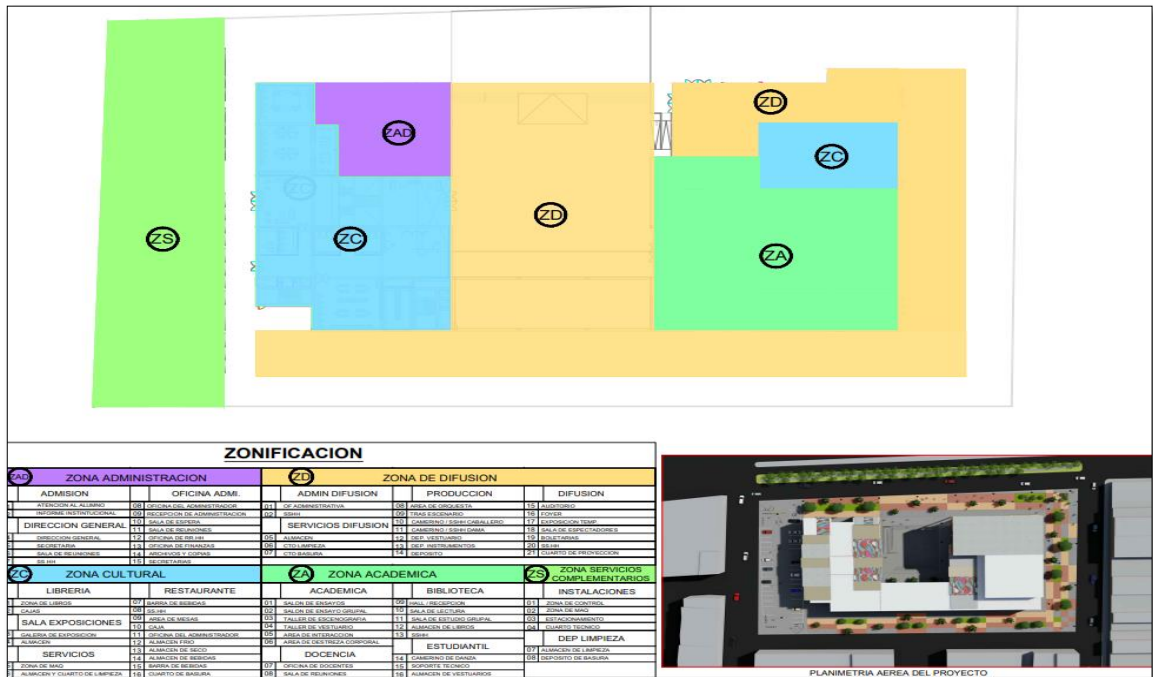 ZAD
ZD
ZC
ZC
ZS
ZC
ZD
ZA
ZONIFICACION
ZAD ZONA ADMINISTRACION
ADMISION OFICINA ADMI.
ATENCION AL ALUMNO 08 OFICINA DEL ADMINISTRADOR
INFORME INSTITUCIONAL 09 RECEPCION DE ADMINISTRACION
DIRECCION GENERAL 10 SALA DE ESPERA
11 SALA DE REUNIONES
DIRECCION GENERAL 12 OFICINA DE RR.HH
SECRETARIA 13 OFICINA DE FINANZAS
SALA DE REUNIONES 14 ARCHIVOS Y COPIAS
SS.HH 15 SECRETARIAS
ZD ZONA DE DIFUSION
ADMIN DIFUSION PRODUCCION DIFUSION
01 OF ADMINISTRATIVA 08 AREA DE ORQUESTA 15 AUDITORIO
02 SSHH 09 TRAS ESCENARIO 16 FOYER
SERVICIOS DIFUSION 10 CAMERINO / SSHH CABALLERO 17 EXPOSICION TEMP.
11 CAMERINO / SSHH DAMA 18 SALA DE ESPECTADORES
05 ALMACEN 12 DEP. VESTUARIO 19 BOLETARIAS
06 CTO LIMPIEZA 13 DEP. INSTRUMENTOS 20 SS.HH
07 CTO BASURA 14 DEPOSITO 21 CUARTO DE PROYECCION
ZC ZONA CULTURAL
LIBRERIA RESTAURANTE
ZONA DE LIBROS 07 BARRA DE BEBIDAS
CAJAS 08 SS.HH
SALA EXPOSICIONES 09 AREA DE MESAS
10 CAJA
GALERIA DE EXPOSICION 11 OFICINA DEL ADMINISTRADOR
ALMACEN 12 ALMACEN FRIO
SERVICIOS 13 ALMACEN DE SECO
14 ALMACEN DE BEBIDAS
ZONA DE MAQ 15 BARRA DE BEBIDAS
ALMACEN Y CUARTO DE LIMPIEZA 16 CUARTO DE BASURA
ZA ZONA ACADEMICA
ACADEMICA BIBLIOTECA
01 SALON DE ENSAYOS 09 HALL / RECEPCION
02 SALON DE ENSAYO GRUPAL 10 SALA DE LECTURA
03 TALLER DE ESCENOGRAFIA 11 SALA DE ESTUDIO GRUPAL
04 TALLER DE VESTUARIO 12 ALMACEN DE LIBROS
05 AREA DE INTERACCION 13 SSHH
06 AREA DE DESTREZA CORPORAL ESTUDIANTIL
DOCENCIA 14 CAMERINO DE DANZA
07 OFICINA DE DOCENTES 15 SOPORTE TECNICO
08 SALA DE REUNIONES 16 ALMACEN DE VESTUARIOS
ZS ZONA SERVICIOS
COMPLEMENTARIOS
INSTALACIONES
01 ZONA DE CONTROL
02 ZONA DE MAQ
03 ESTACIONAMIENTO
04 CUARTO TECNICO
DEP LIMPIEZA
07 ALMACEN DE LIMPIEZA
08 DEPOSITO DE BASURA
PLANIMETRIA AEREA DEL PROYECTO